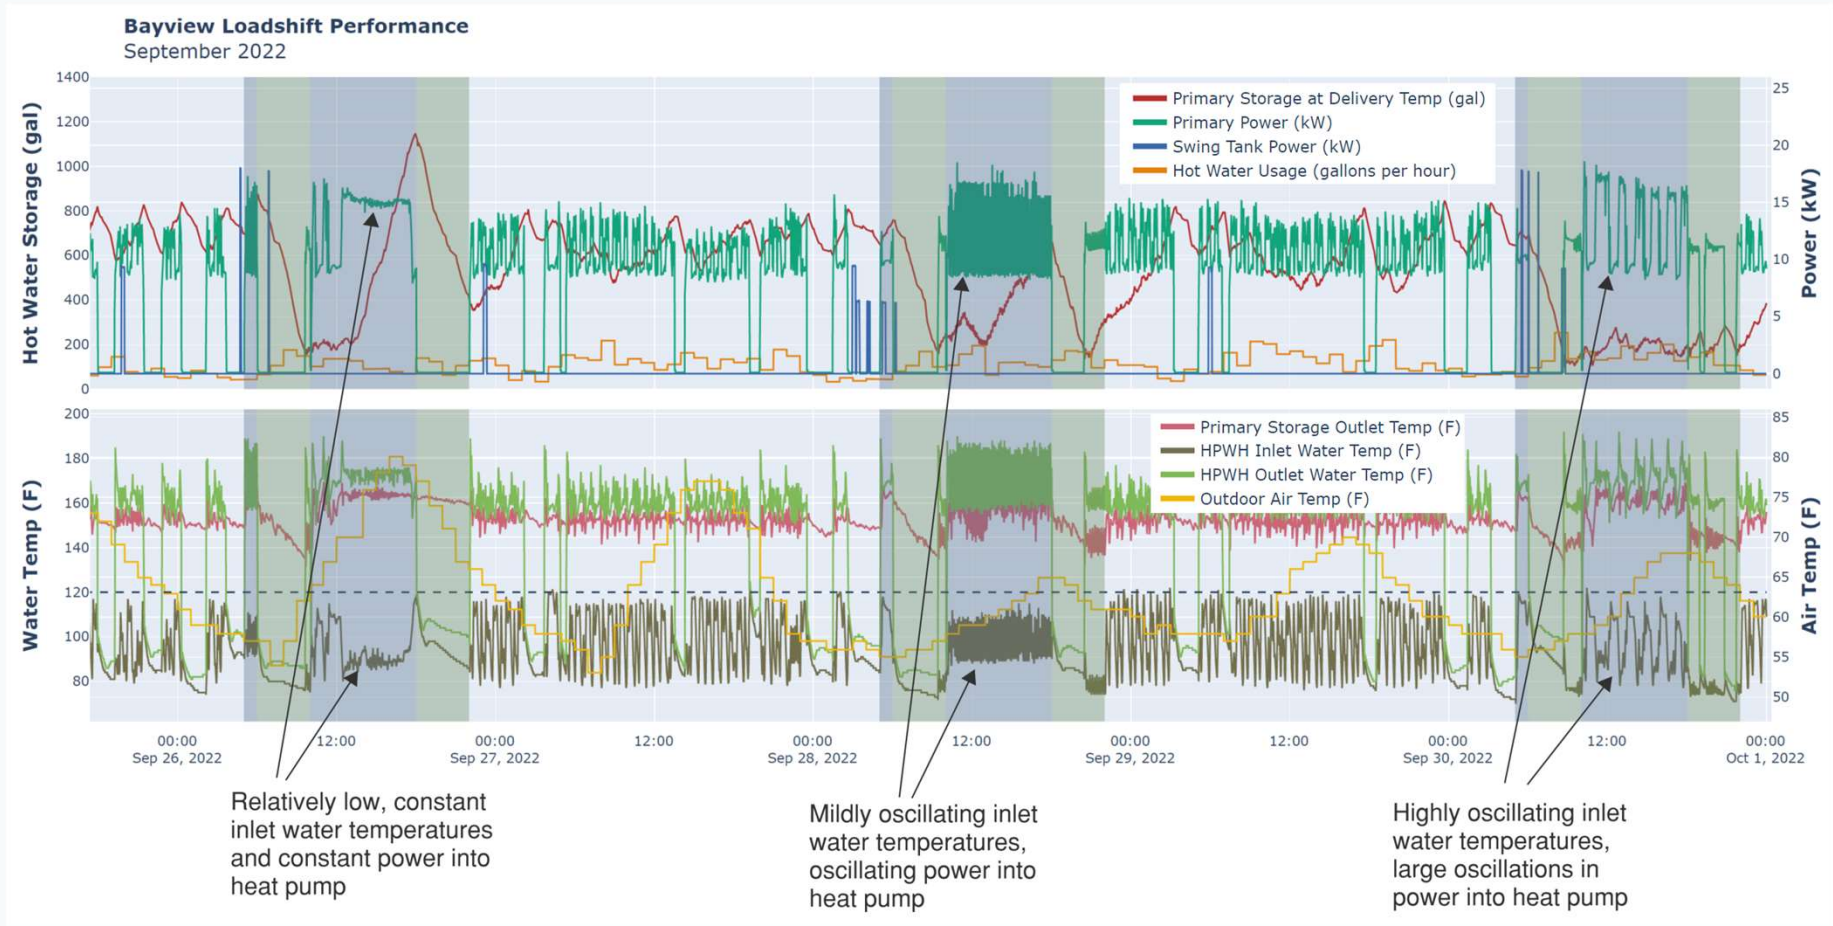 Bayview Loadshift Performance
September 2022
Hot Water Storage (gal)
1400
1200
1000
800
600
400
200
0
Primary Storage at Delivery Temp (gal)
Primary Power (kW)
Swing Tank Power (kW)
Hot Water Usage (gallons per hour)
25
20
15
10
5
0
Power (kW)
Water Temp (F)
200
180
160
140
120
100
80
Primary Storage Outlet Temp (F)
HPWH Inlet Water Temp (F)
HPWH Outlet Water Temp (F)
Outdoor Air Temp (F)
85
80
75
70
65
60
55
50
Air Temp (F)
00:00 12:00 00:00 12:00 00:00 12:00 00:00 12:00 00:00 12:00 00:00
Sep 26, 2022 Sep 27, 2022 Sep 28, 2022 Sep 29, 2022 Sep 30, 2022 Oct 1, 2022
Relatively low, constant
inlet water temperatures
and constant power into
heat pump
Mildly oscillating inlet
water temperatures,
oscillating power into
heat pump
Highly oscillating inlet
water temperatures,
large oscillations in
power into heat pump